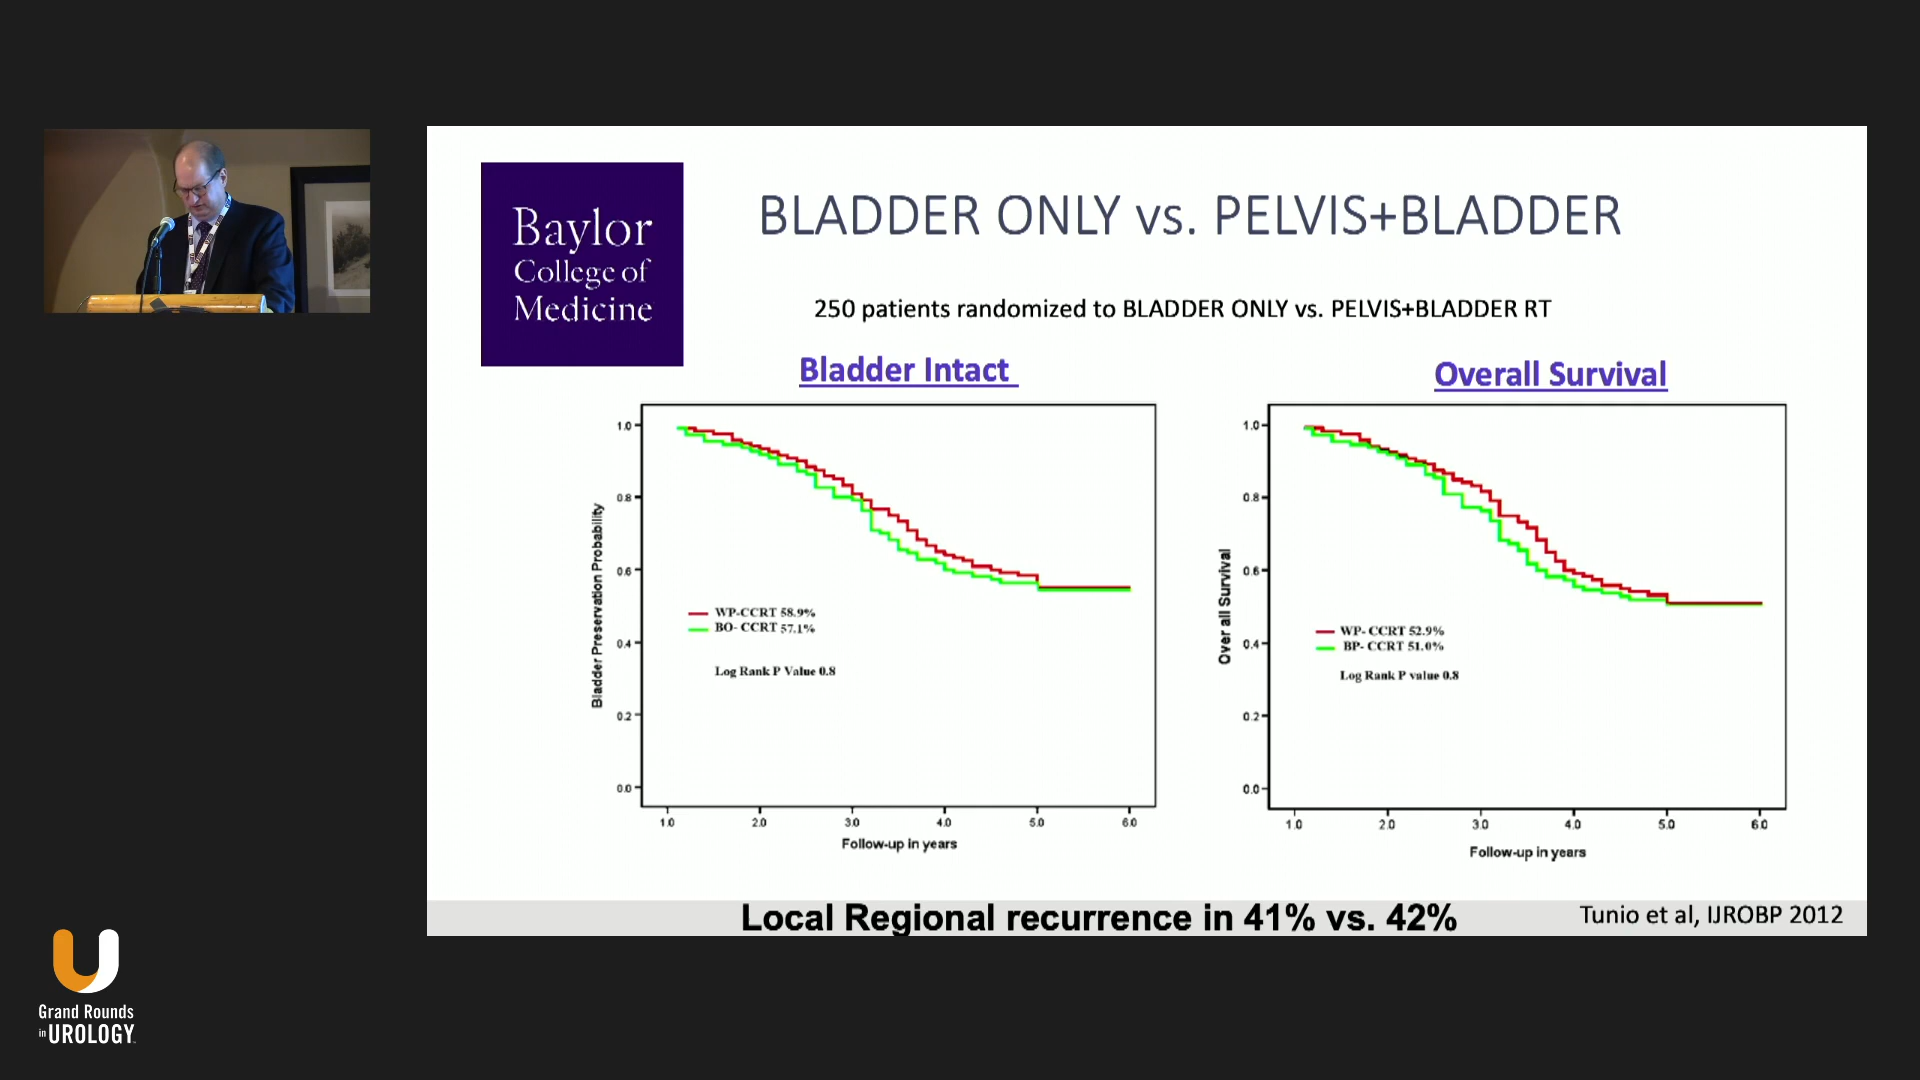 Baylor
College of
Medicine
BLADDER ONLY vs. PELVIS+BLADDER
250 patients randomized to BLADDER ONLY vs. PELVIS+BLADDER RT
Bladder Intact
Bladder Preservation Probability
1.0
0.8
0.6
0.4
0.2
0.0
WP-CCRT 58.9%
BO- CCRT 57.1%
Log Rank P Value 0.8
1.0 2.0 3.0 4.0 5.0 6.0
Follow-up in years
Overall Survival
Over all Survival
1.0
0.8
0.6
0.4
0.2
0.0
WP- CCRT 52.9%
BP- CCRT 51.0%
Log Rank P value 0.8
1.0 2.0 3.0 4.0 5.0 6.0
Follow-up in years
Local Regional recurrence in 41% vs. 42%
Tunio et al, IJROBP 2012
Grand Rounds
in UROLOGY